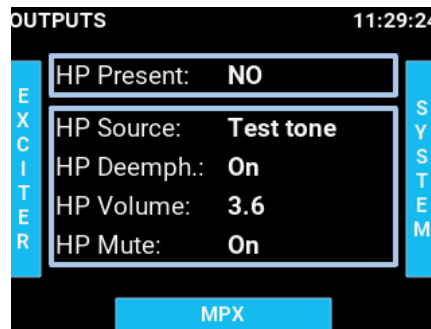 OUTPUTS 11:29:24
EXCITER
HP Present: NO
HP Source: Test tone
HP Deemph.: On
HP Volume: 3.6
HP Mute: On
SYSTEM
MPX